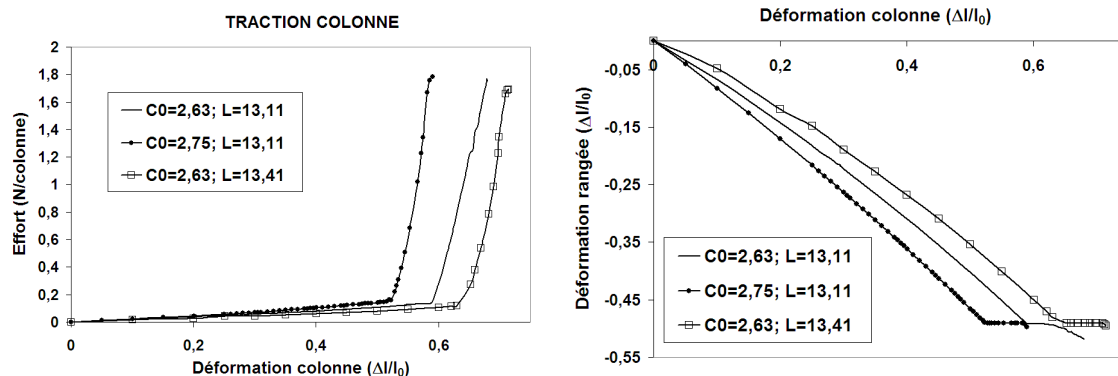 TRACTION COLONNE
Effort (N/colonne)
2
1,8
1,6
1,4
1,2
1
0,8
0,6
0,4
0,2
0
C0=2,63; L=13,11
C0=2,75; L=13,11
C0=2,63; L=13,41
0
0,2
0,4
0,6
Déformation colonne (Δl/l0)
Déformation colonne (Δl/l0)
0
0,2
0,4
0,6
Déformation rangée (Δl/l0)
-0,05
-0,15
-0,25
-0,35
-0,45
-0,55
C0=2,63; L=13,11
C0=2,75; L=13,11
C0=2,63; L=13,41